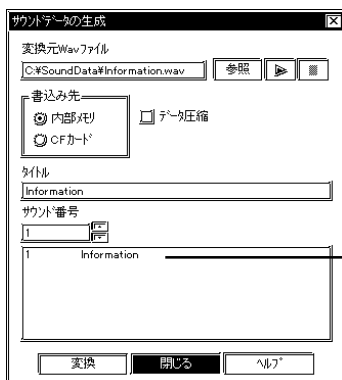 サウンドデータの生成
変換元Wavファイル
C:¥SoundData¥Information.wav 参照
書込み先
内部メモリ データ圧縮
CFカード
タイトル
Information
サウンド番号
1
1 Information
変換 閉じる ヘルプ